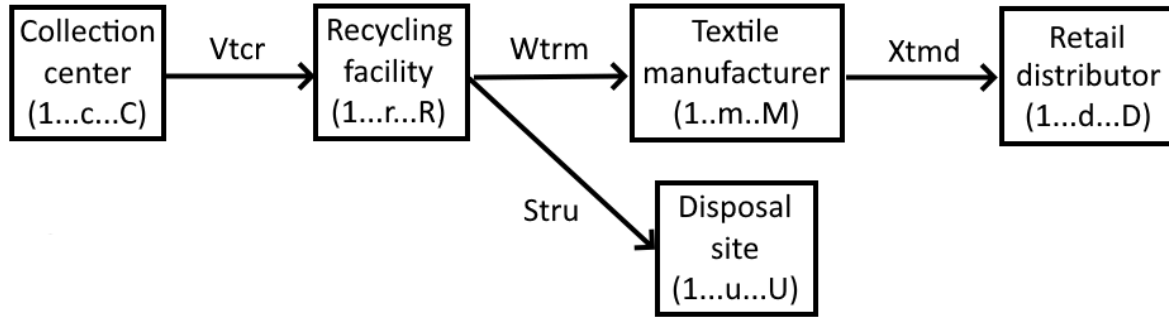 Collection
center
(1...c...C)
Vtcr
Recycling
facility
(1...r...R)
Wtrm
Textile
manufacturer
(1..m..M)
Xtmd
Retail
distributor
(1...d...D)
Stru
Disposal
site
(1...u...U)